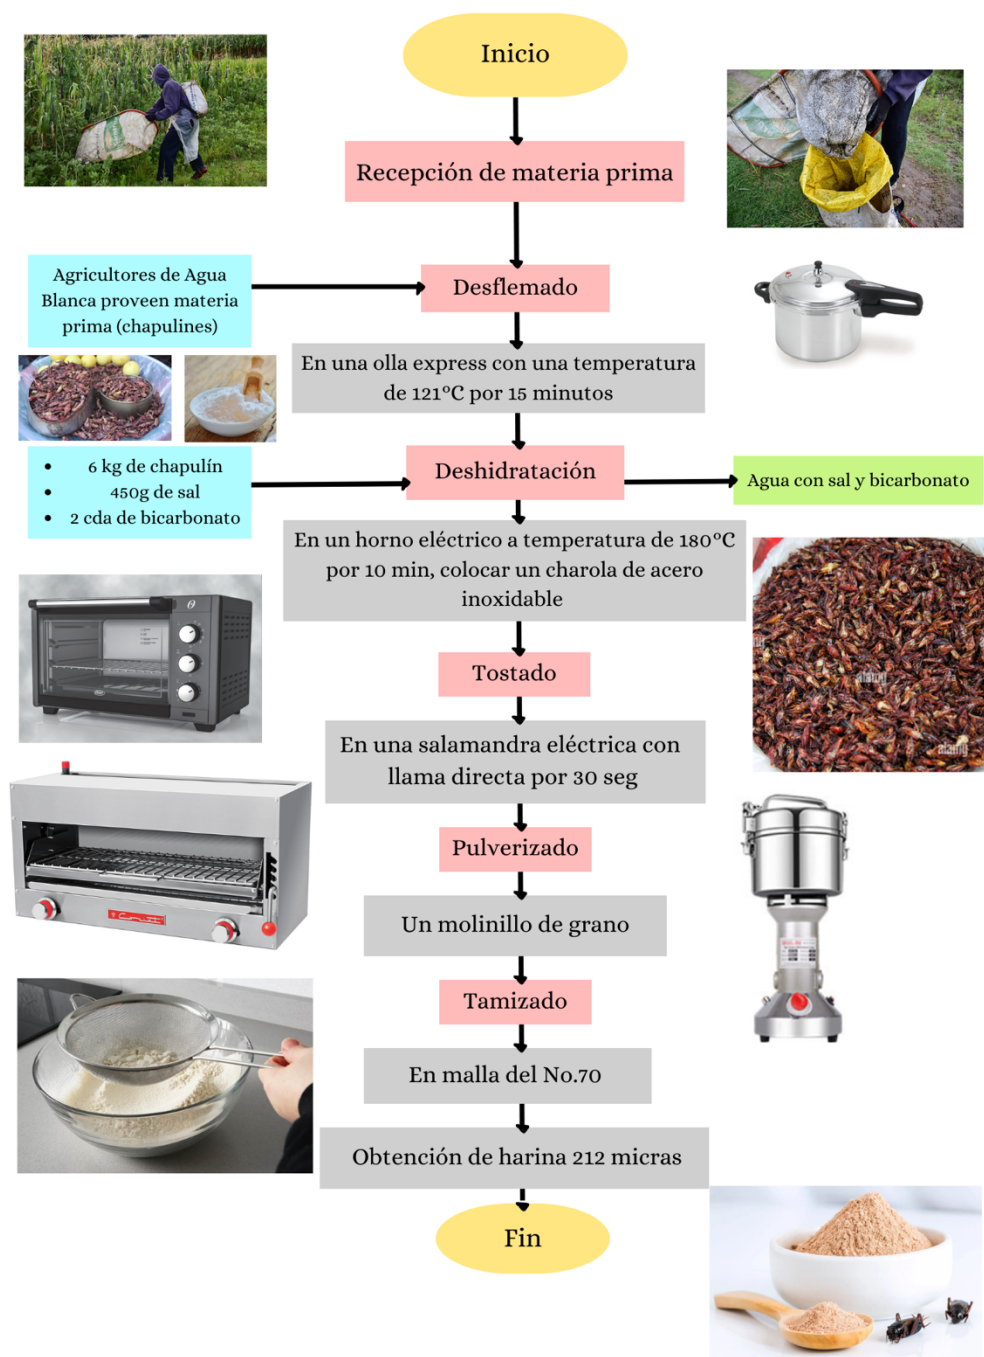 Inicio
Recepción de materia prima
Agricultores de Agua
Blanca proveen materia
prima (chapulines)
Desflemado
En una olla express con una temperatura
de 121°C por 15 minutos
• 6 kg de chapulín
• 450g de sal
• 2 cda de bicarbonato
Deshidratación
Agua con sal y bicarbonato
En un horno eléctrico a temperatura de 180°C
por 10 min, colocar un charola de acero
inoxidable
Tostado
alamy
alamy
En una salamandra eléctrica con
llama directa por 30 seg
Pulverizado
Un molinillo de grano
Tamizado
En malla del No.70
Obtención de harina 212 micras
Fin